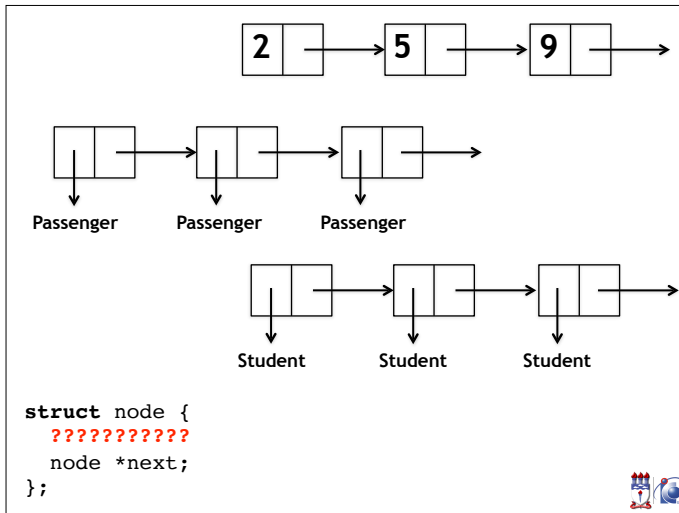 2 5 9
Passenger Passenger Passenger
Student Student Student
struct node {
???????????
node *next;
};